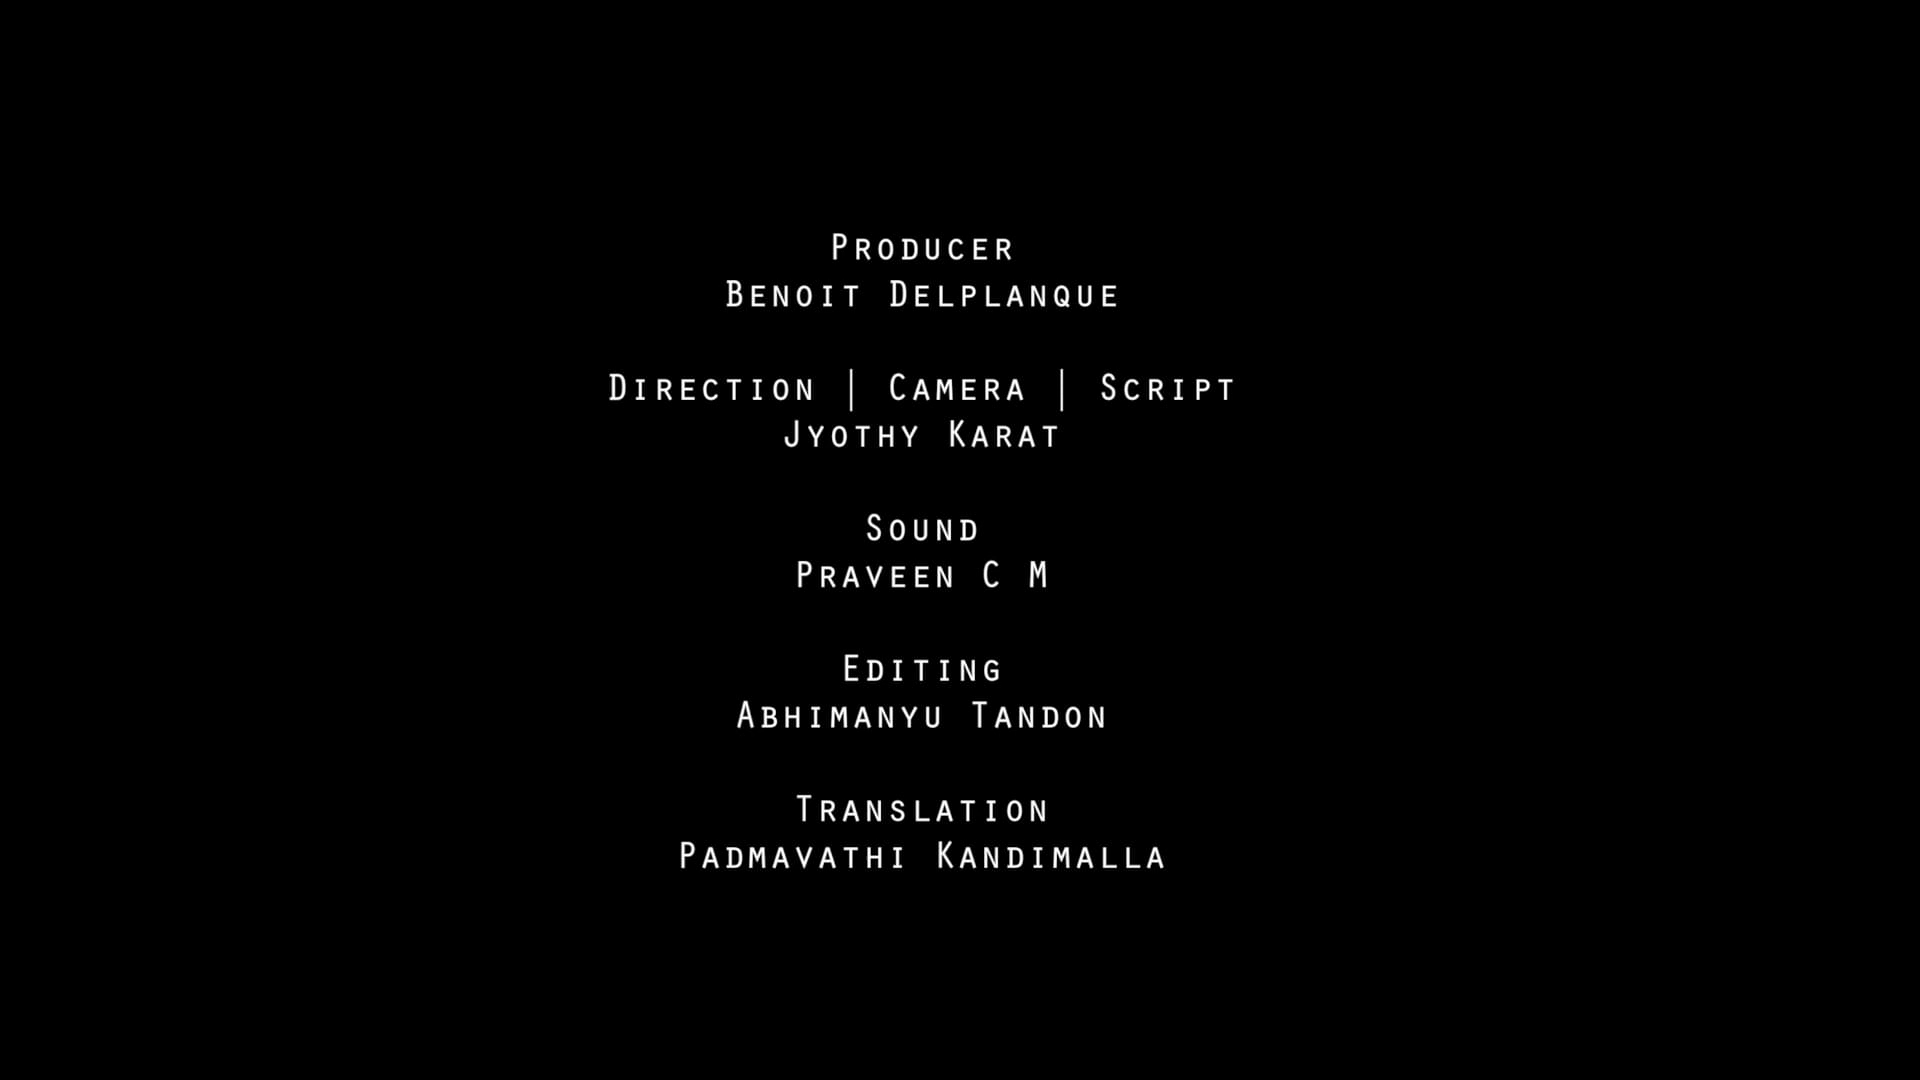 Producer
Benoit Delplanque
Direction | Camera | Script
Jyothy Karat
Sound
Praveen C M
Editing
Abhimanyu Tandon
Translation
Padmavathi Kandimalla